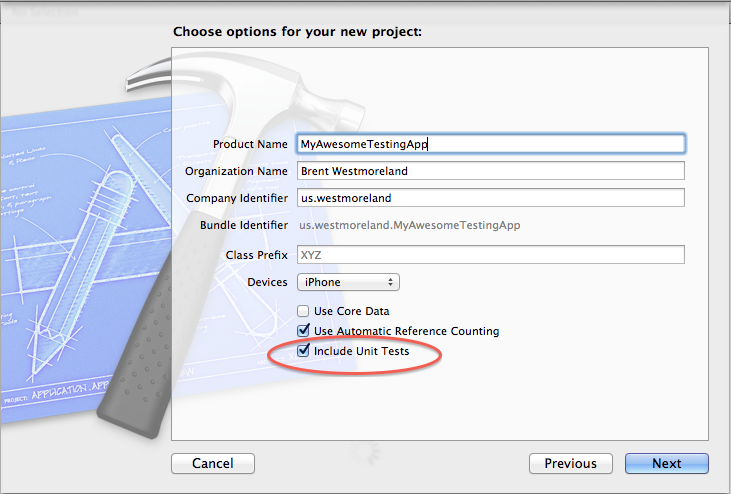 Choose options for your new project:
Product Name MyAwesomeTestingApp
Organization Name Brent Westmoreland
Company Identifier us.westmoreland
Bundle Identifier us.westmoreland.MyAwesomeTestingApp
Class Prefix XYZ
Devices iPhone
Use Core Data
Use Automatic Reference Counting
Include Unit Tests
PROJECT: APPLICATION.APP
Cancel Previous Next